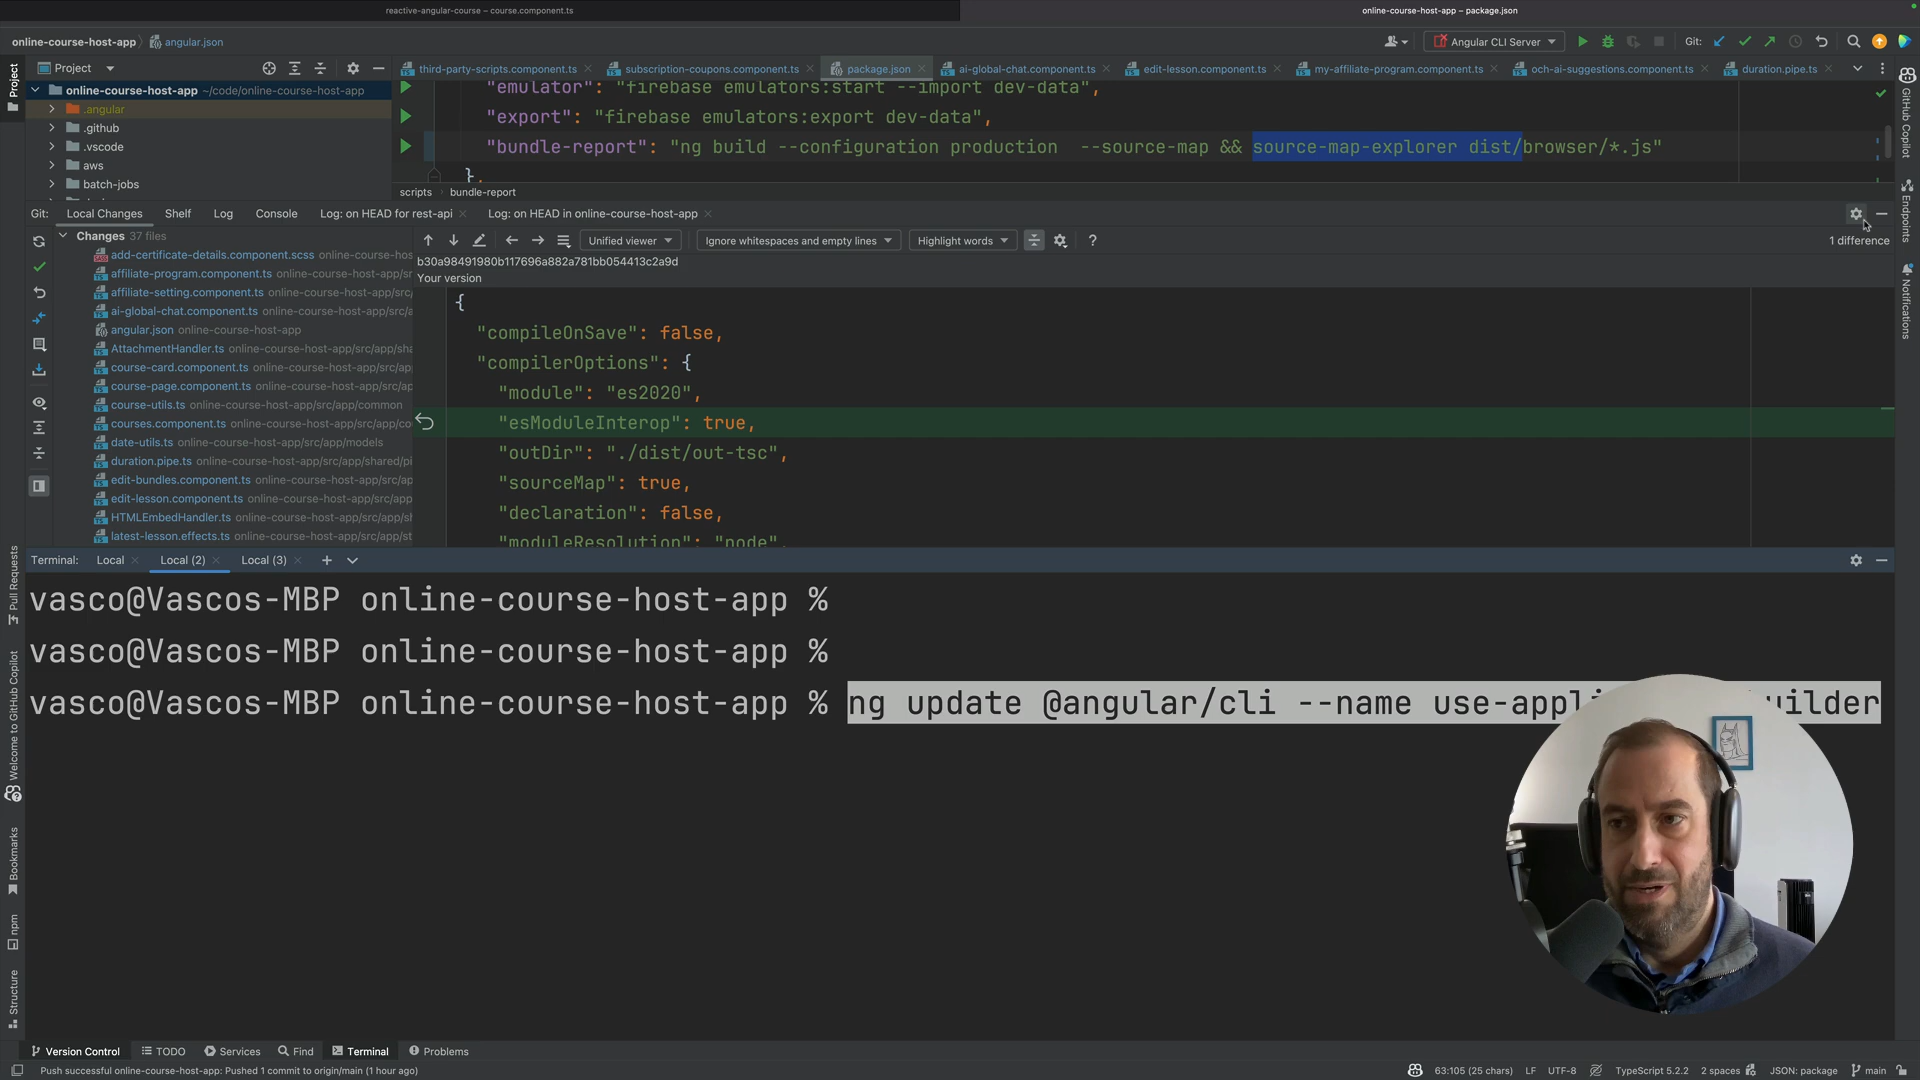 reactive-angular-course – course.component.ts
online-course-host-app – package.json
online-course-host-app angular.json
Angular CLI Server
Git:
Project
third-party-scripts.component.ts subscription-coupons.component.ts package.json ai-global-chat.component.ts edit-lesson.component.ts my-affiliate-program.component.ts och-ai-suggestions.component.ts duration.pipe.ts
online-course-host-app ~/code/online-course-host-app
.angular
.github
.vscode
aws
batch-jobs
"emulator": "firebase emulators:start --import dev-data",
"export": "firebase emulators:export dev-data",
"bundle-report": "ng build --configuration production  --source-map && source-map-explorer dist/browser/*.js"
},
scripts bundle-report
Git: Local Changes Shelf Log Console Log: on HEAD for rest-api Log: on HEAD in online-course-host-app
Changes 37 files
add-certificate-details.component.scss online-course-hos
affiliate-program.component.ts online-course-host-app/sr
affiliate-setting.component.ts online-course-host-app/src/
ai-global-chat.component.ts online-course-host-app/src/a
angular.json online-course-host-app
AttachmentHandler.ts online-course-host-app/src/app/sha
course-card.component.ts online-course-host-app/src/ap
course-page.component.ts online-course-host-app/src/ap
course-utils.ts online-course-host-app/src/app/common
courses.component.ts online-course-host-app/src/app/co
date-utils.ts online-course-host-app/src/app/models
duration.pipe.ts online-course-host-app/src/app/shared/pi
edit-bundles.component.ts online-course-host-app/src/a
edit-lesson.component.ts online-course-host-app/src/ap
HTMLEmbedHandler.ts online-course-host-app/src/app/sh
latest-lesson.effects.ts online-course-host-app/src/app/st
Unified viewer Ignore whitespaces and empty lines Highlight words ? 1 difference
b30a98491980b117696a882a781bb054413c2a9d
Your version
{
"compileOnSave": false,
"compilerOptions": {
"module": "es2020",
"esModuleInterop": true,
"outDir": "./dist/out-tsc",
"sourceMap": true,
"declaration": false,
"moduleResolution": "node",
Terminal: Local Local (2) Local (3)
vasco@Vascos-MBP online-course-host-app %
vasco@Vascos-MBP online-course-host-app %
vasco@Vascos-MBP online-course-host-app % ng update @angular/cli --name use-appli uilder
Project
Pull Requests
Welcome to GitHub Copilot
Bookmarks
npm
Structure
GitHub Copilot
Endpoints
Notifications
Version Control TODO Services Find Terminal Problems
Push successful online-course-host-app: Pushed 1 commit to origin/main (1 hour ago)
63:105 (25 chars) LF UTF-8 TypeScript 5.2.2 2 spaces JSON: package main